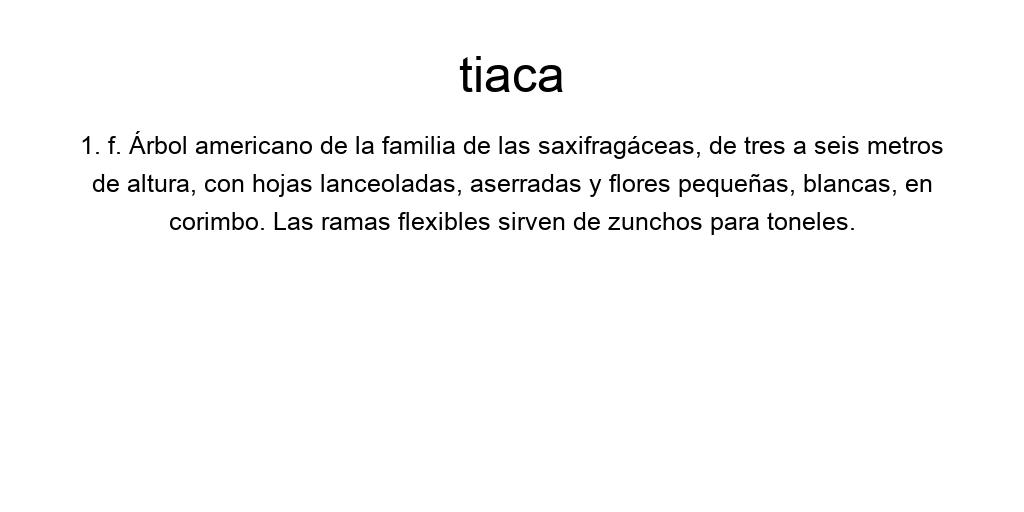 tiaca
1. f. Árbol americano de la familia de las saxifragáceas, de tres a seis metros
de altura, con hojas lanceoladas, aserradas y flores pequeñas, blancas, en
corimbo. Las ramas flexibles sirven de zunchos para toneles.